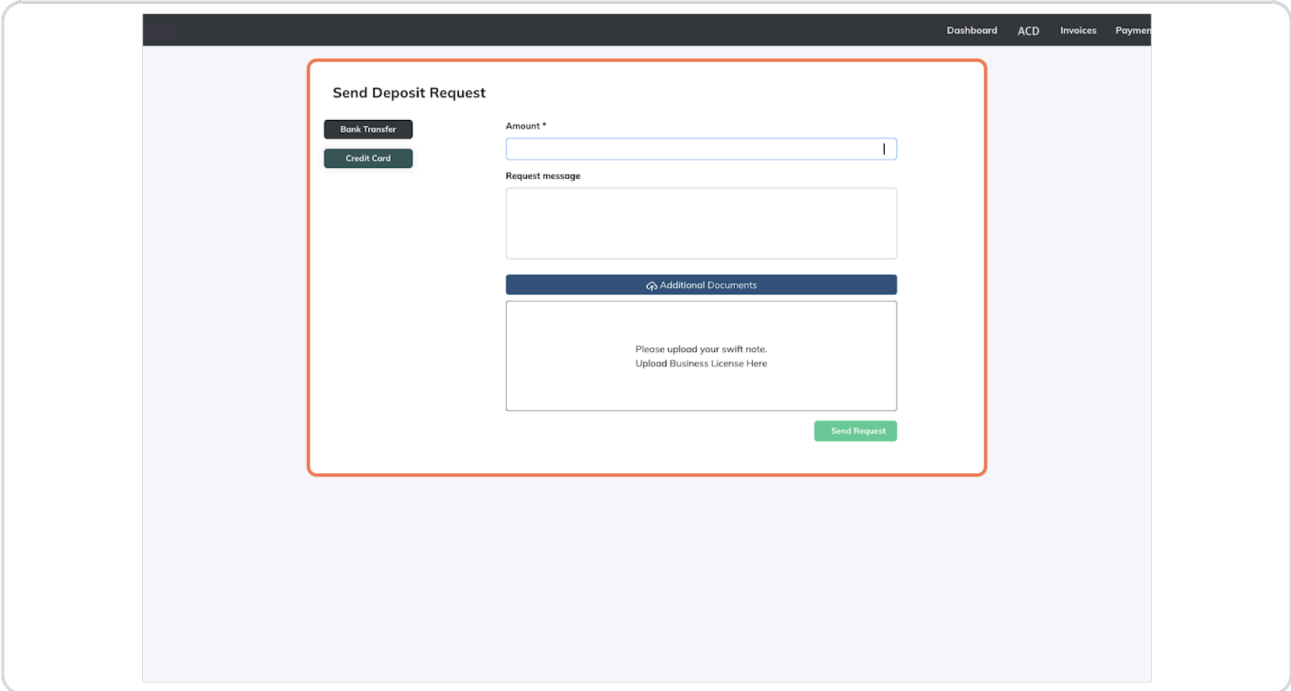 Dashboard ACD Invoices Paymen
Send Deposit Request
Bank Transfer
Credit Card
Amount *
Request message
Additional Documents
Please upload your swift note.
Upload Business License Here
Send Request